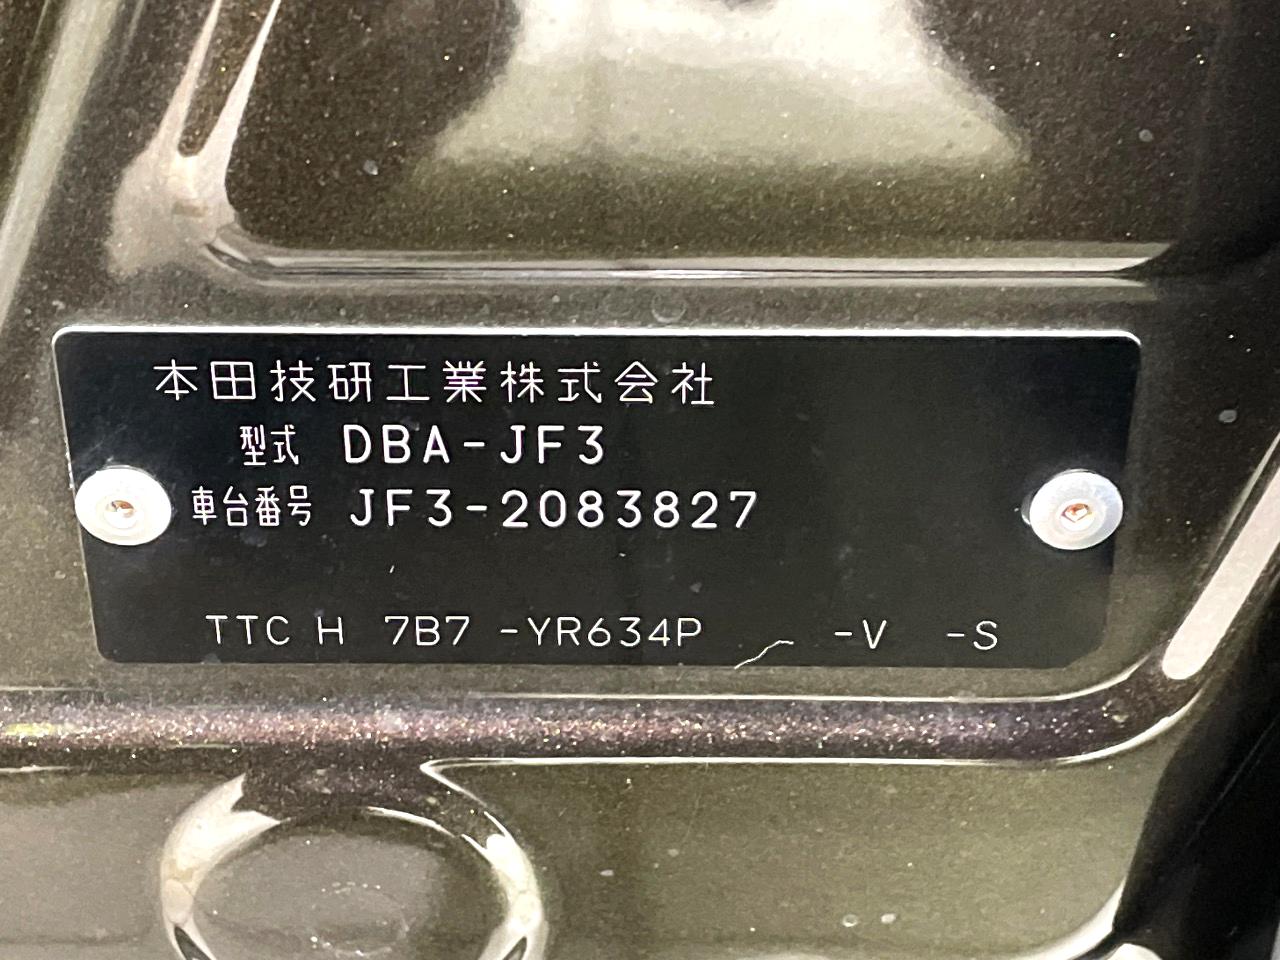 本田技研工業株式会社
型式 DBA-JF3
車台番号 JF3-2083827
TTC H 7B7 -YR634P -V -S